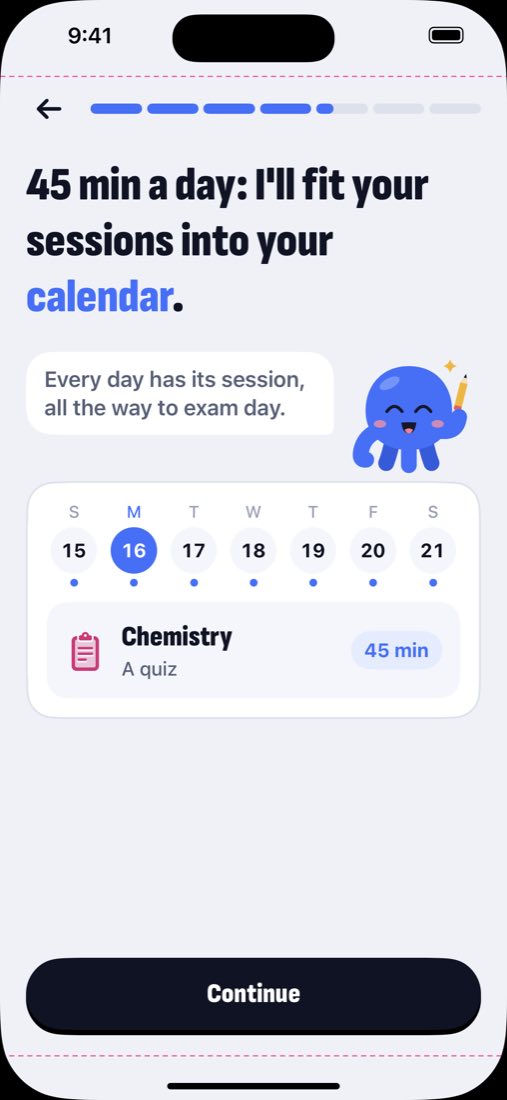 9:41
45 min a day: I'll fit your
sessions into your
calendar.
Every day has its session,
all the way to exam day.
S M T W T F S
15 16 17 18 19 20 21
Chemistry
A quiz
45 min
Continue